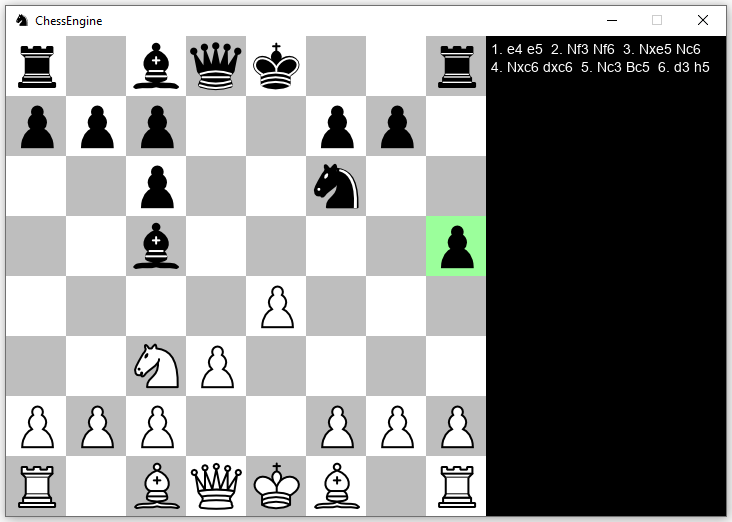 ChessEngine
1. e4 e5  2. Nf3 Nf6  3. Nxe5 Nc6
4. Nxc6 dxc6  5. Nc3 Bc5  6. d3 h5